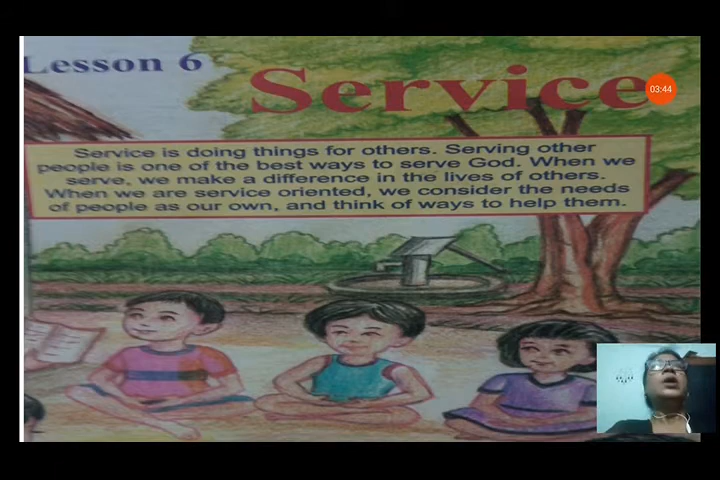 Lesson 6
Service
03:44
Service is doing things for others. Serving other
people is one of the best ways to serve God. When we
serve, we make a difference in the lives of others.
When we are service oriented, we consider the needs
of people as our own, and think of ways to help them.